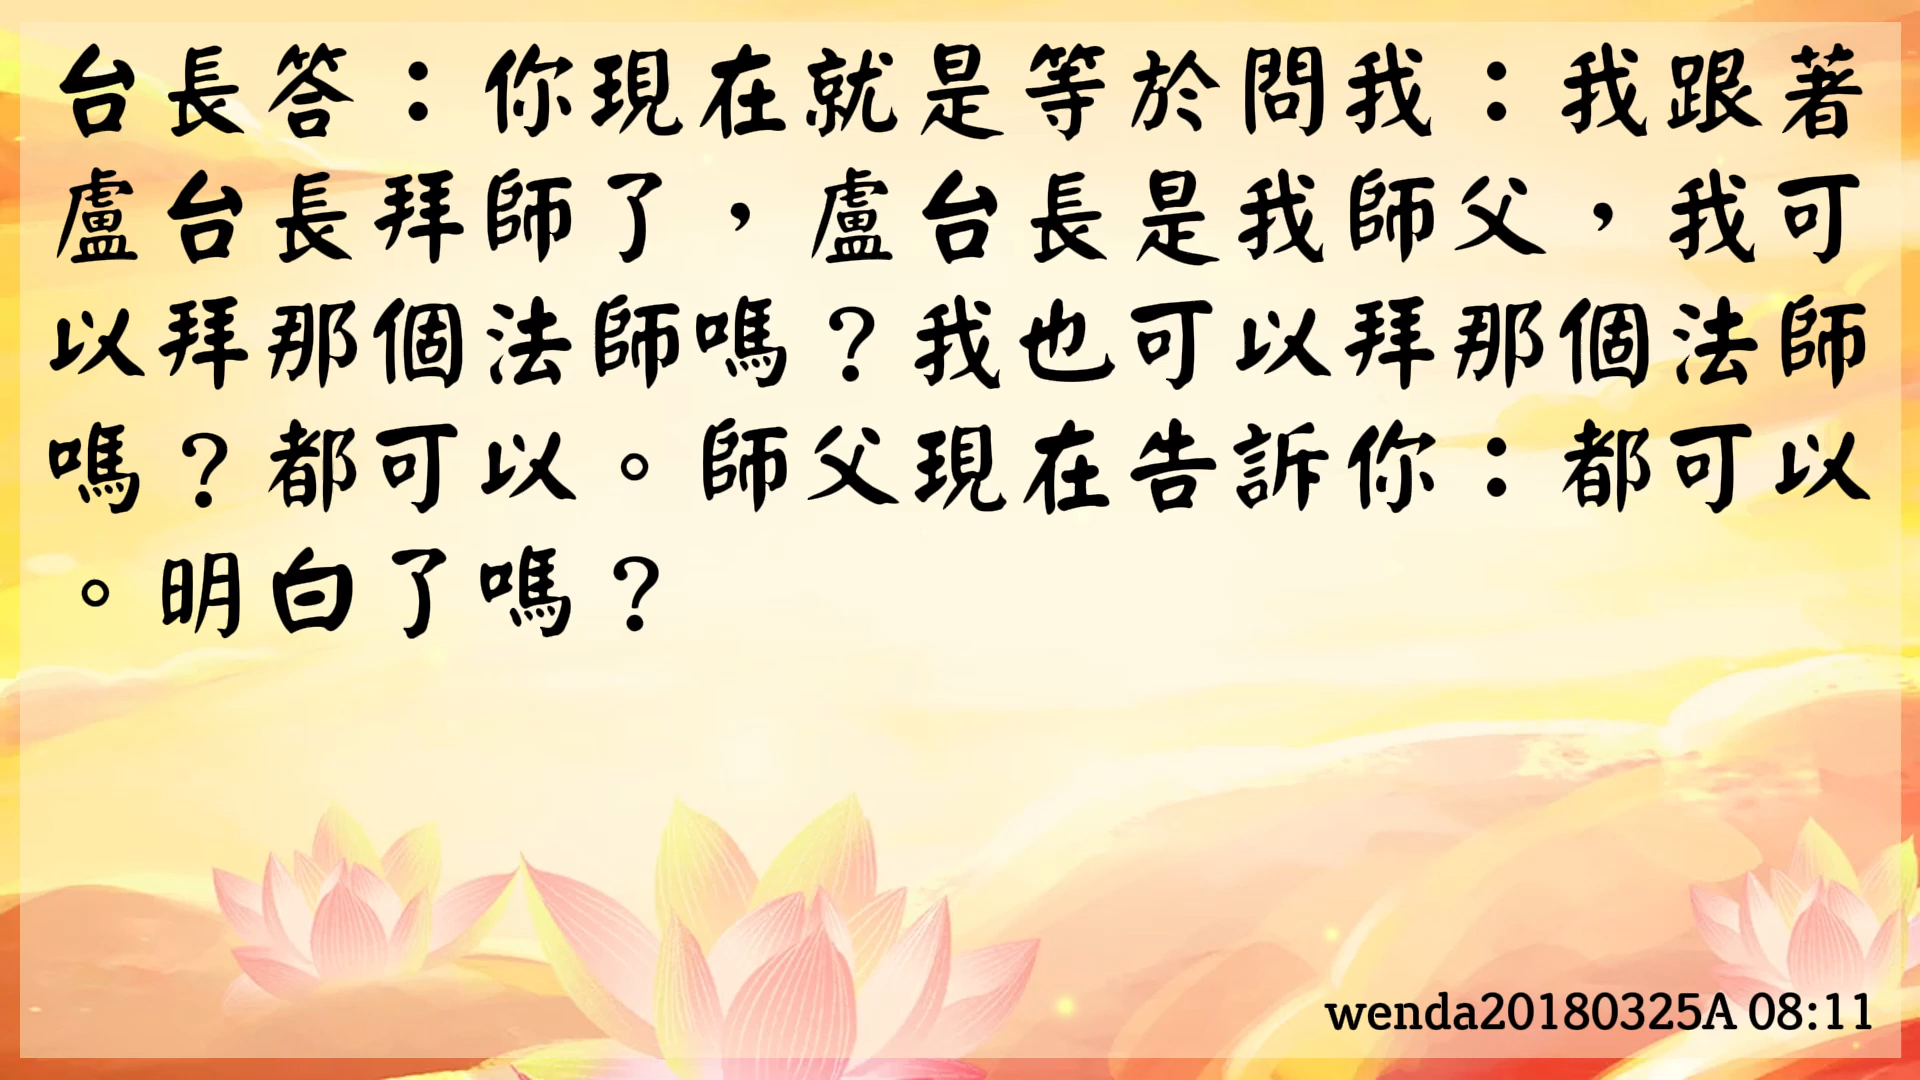 台長答：你現在就是等於問我：我跟著
盧台長拜師了，盧台長是我師父，我可
以拜那個法師嗎？我也可以拜那個法師
嗎？都可以。師父現在告訴你：都可以
。明白了嗎？
wenda20180325A 08:11